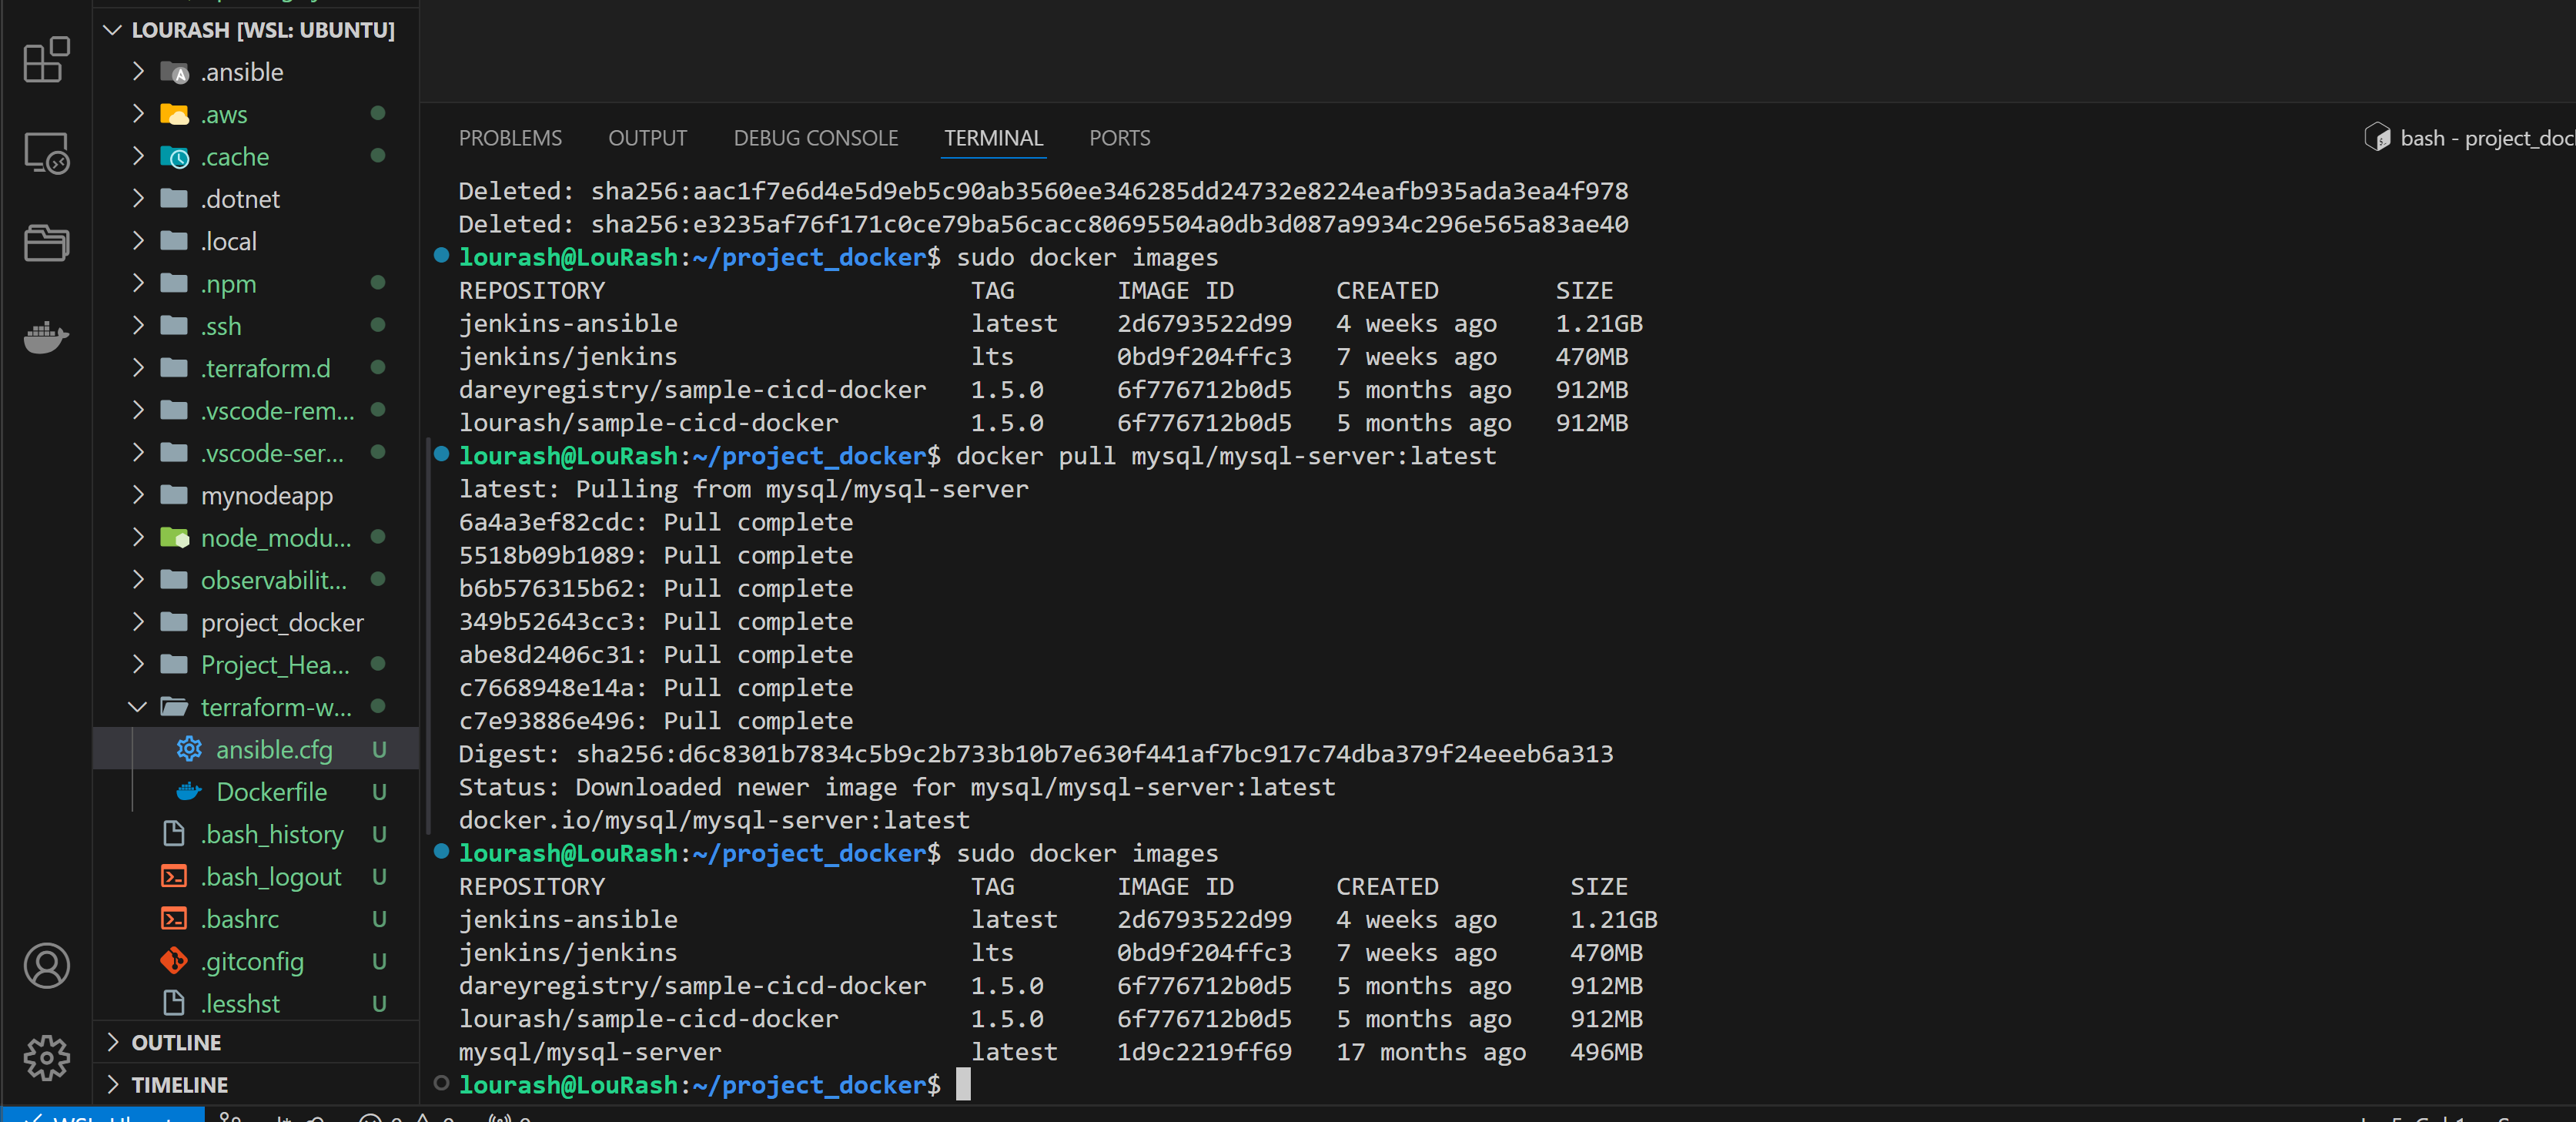 LOURASH [WSL: UBUNTU]
.ansible
.aws
.cache
.dotnet
.local
.npm
.ssh
.terraform.d
.vscode-rem...
.vscode-ser...
mynodeapp
node_modu...
observabilit...
project_docker
Project_Hea...
terraform-w...
ansible.cfg U
Dockerfile U
.bash_history U
.bash_logout U
.bashrc U
.gitconfig U
.lesshst U
OUTLINE
TIMELINE
PROBLEMS OUTPUT DEBUG CONSOLE TERMINAL PORTS
bash - project_doc
Deleted: sha256:aac1f7e6d4e5d9eb5c90ab3560ee346285dd24732e8224eafb935ada3ea4f978
Deleted: sha256:e3235af76f171c0ce79ba56cacc80695504a0db3d087a9934c296e565a83ae40
lourash@LouRash:~/project_docker$ sudo docker images
REPOSITORY TAG IMAGE ID CREATED SIZE
jenkins-ansible latest 2d6793522d99 4 weeks ago 1.21GB
jenkins/jenkins lts 0bd9f204ffc3 7 weeks ago 470MB
dareyregistry/sample-cicd-docker 1.5.0 6f776712b0d5 5 months ago 912MB
lourash/sample-cicd-docker 1.5.0 6f776712b0d5 5 months ago 912MB
lourash@LouRash:~/project_docker$ docker pull mysql/mysql-server:latest
latest: Pulling from mysql/mysql-server
6a4a3ef82cdc: Pull complete
5518b09b1089: Pull complete
b6b576315b62: Pull complete
349b52643cc3: Pull complete
abe8d2406c31: Pull complete
c7668948e14a: Pull complete
c7e93886e496: Pull complete
Digest: sha256:d6c8301b7834c5b9c2b733b10b7e630f441af7bc917c74dba379f24eeeb6a313
Status: Downloaded newer image for mysql/mysql-server:latest
docker.io/mysql/mysql-server:latest
lourash@LouRash:~/project_docker$ sudo docker images
REPOSITORY TAG IMAGE ID CREATED SIZE
jenkins-ansible latest 2d6793522d99 4 weeks ago 1.21GB
jenkins/jenkins lts 0bd9f204ffc3 7 weeks ago 470MB
dareyregistry/sample-cicd-docker 1.5.0 6f776712b0d5 5 months ago 912MB
lourash/sample-cicd-docker 1.5.0 6f776712b0d5 5 months ago 912MB
mysql/mysql-server latest 1d9c2219ff69 17 months ago 496MB
lourash@LouRash:~/project_docker$